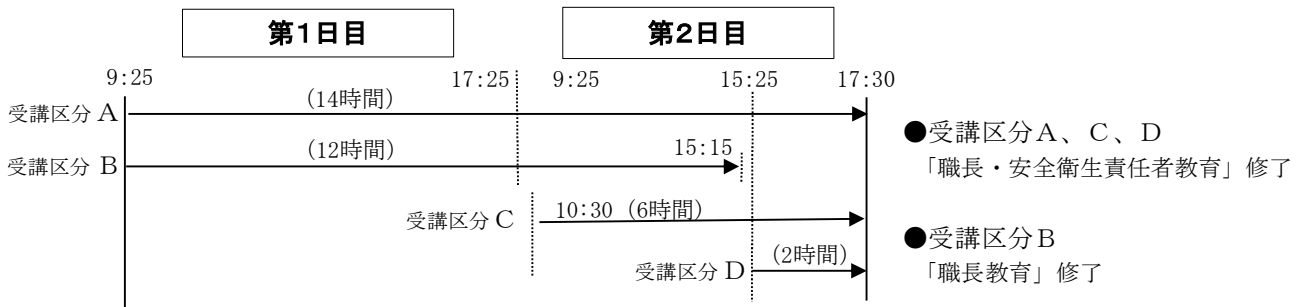 第1日目 第2日目
9:25 17:25 9:25 15:25 17:30
受講区分 A (14時間)
受講区分 B (12時間) 15:15
受講区分 C 10:30 (6時間)
受講区分 D (2時間)
●受講区分A、C、D
「職長・安全衛生責任者教育」修了
●受講区分B
「職長教育」修了